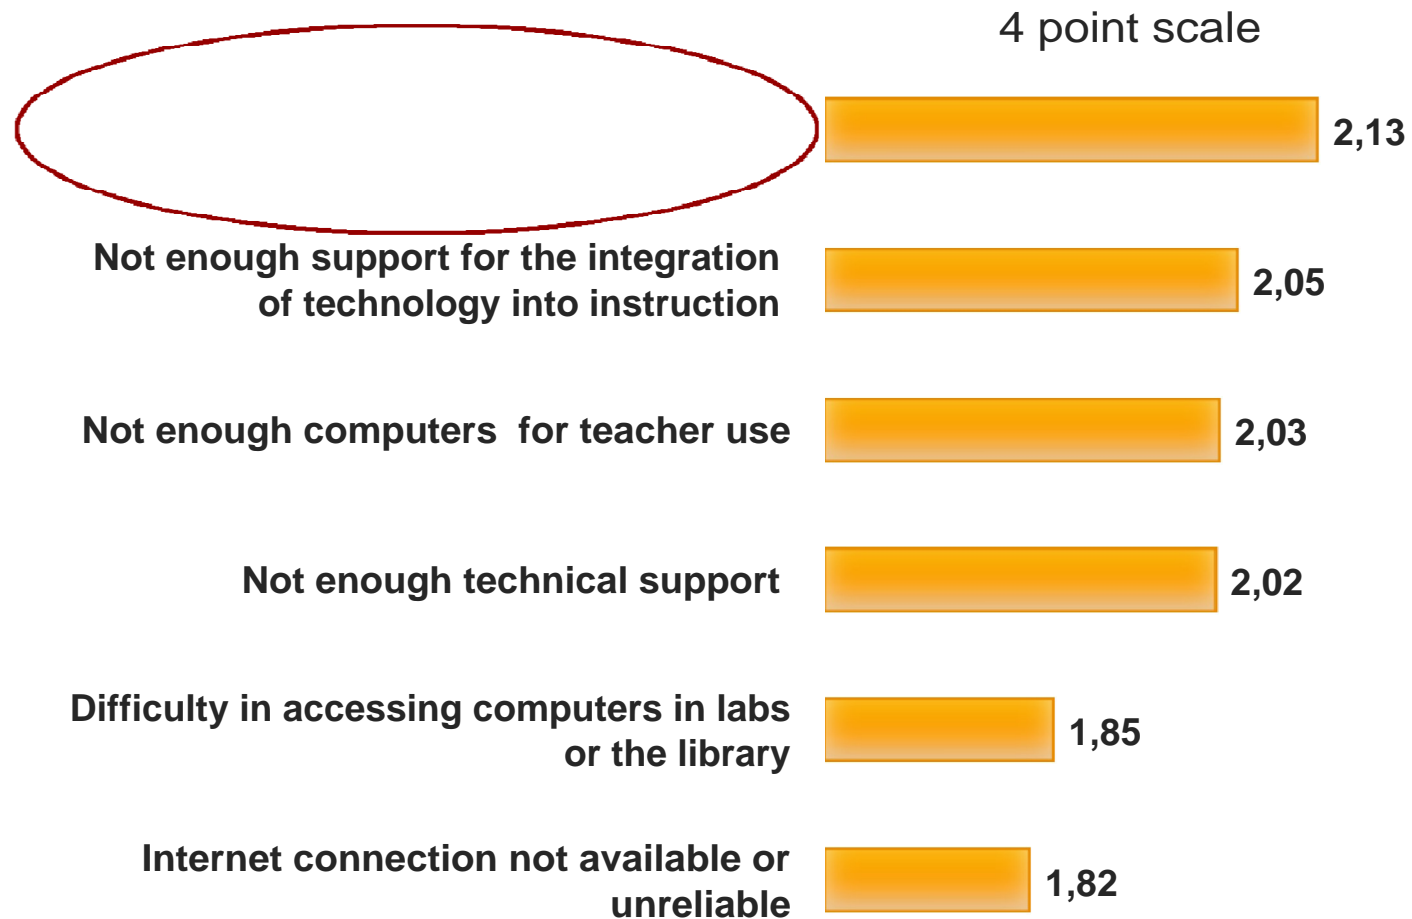 4 point scale
2,13
Not enough support for the integration
of technology into instruction
2,05
Not enough computers for teacher use
2,03
Not enough technical support
2,02
Difficulty in accessing computers in labs
or the library
1,85
Internet connection not available or
unreliable
1,82